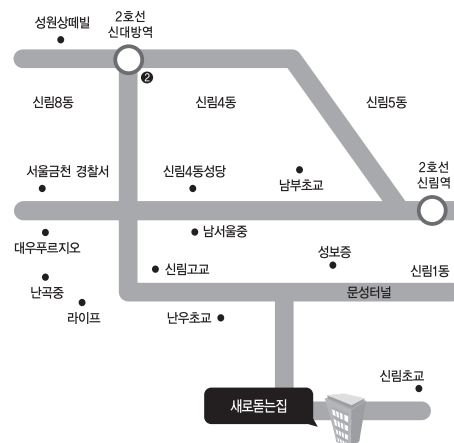 성원상떼빌
2호선
신대방역
❷
신림8동
신림4동
신림5동
서울금천 경찰서
신림4동성당
남부초교
2호선
신림역
대우푸르지오
남서울중
성보증
신림고교
신림1동
난곡중
문성터널
라이프
난우초교
신림초교
새로돋는집